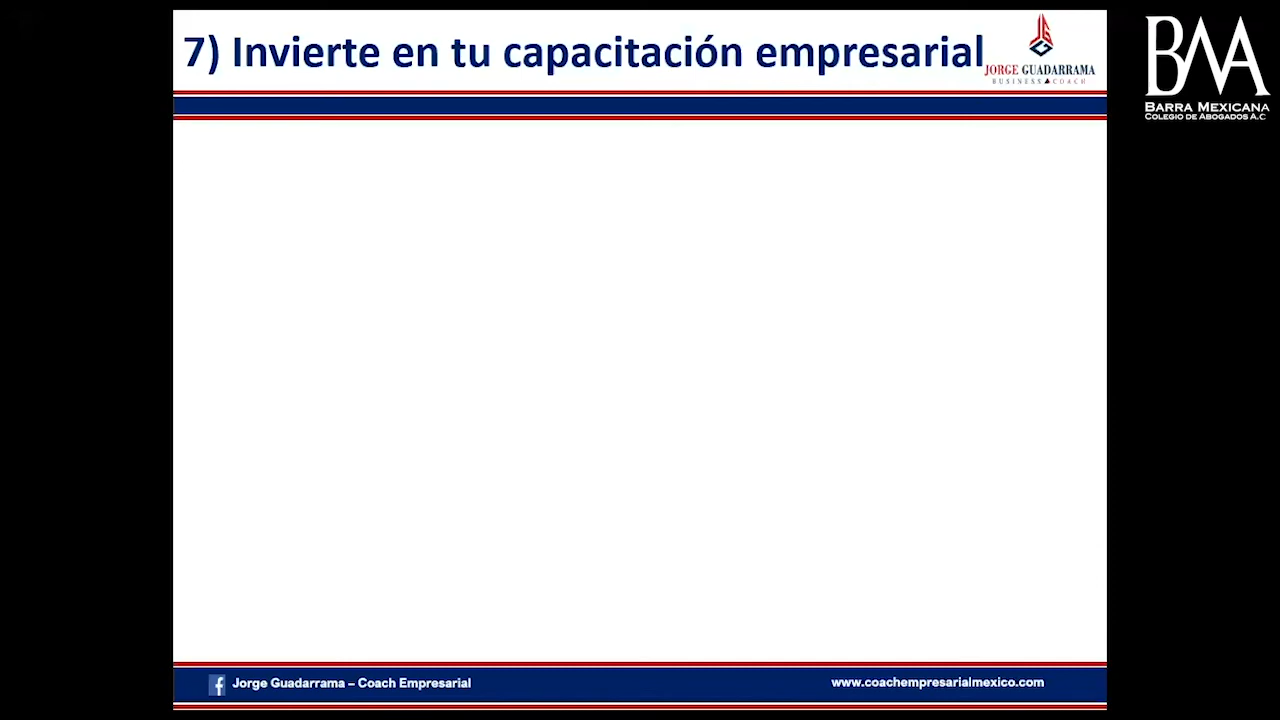 7) Invierte en tu capacitación empresarial
JORGE GUADARRAMA
BUSINESS COACH
BMA
BARRA MEXICANA
COLEGIO DE ABOGADOS A.C
Jorge Guadarrama – Coach Empresarial
www.coachempresarialmexico.com